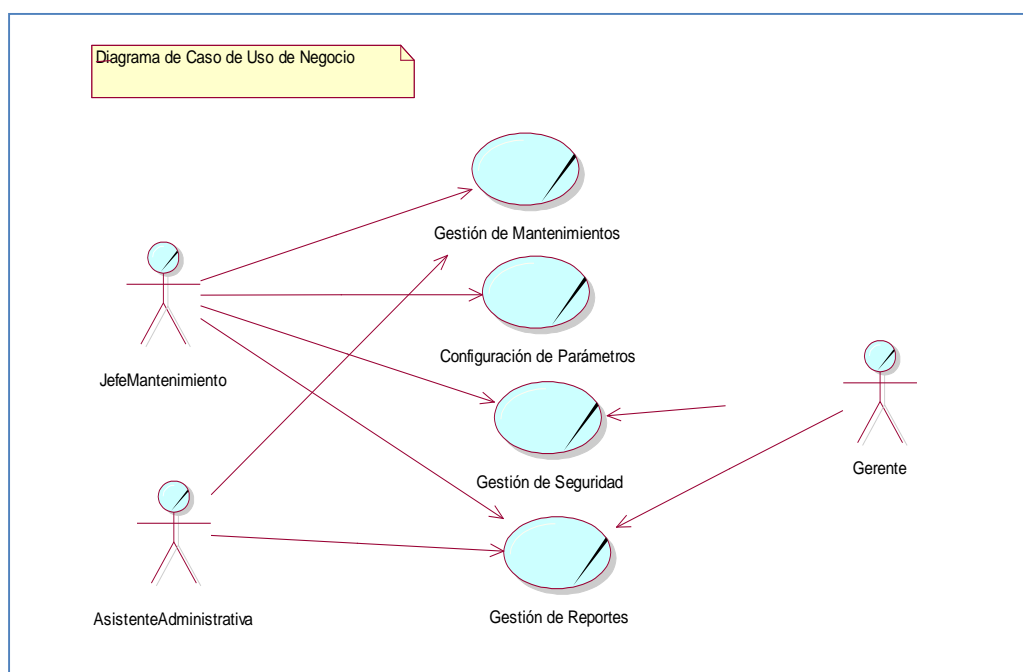 Diagrama de Caso de Uso de Negocio
Gestión de Mantenimientos
Configuración de Parámetros
JefeMantenimiento
Gestión de Seguridad
Gerente
Gestión de Reportes
AsistenteAdministrativa